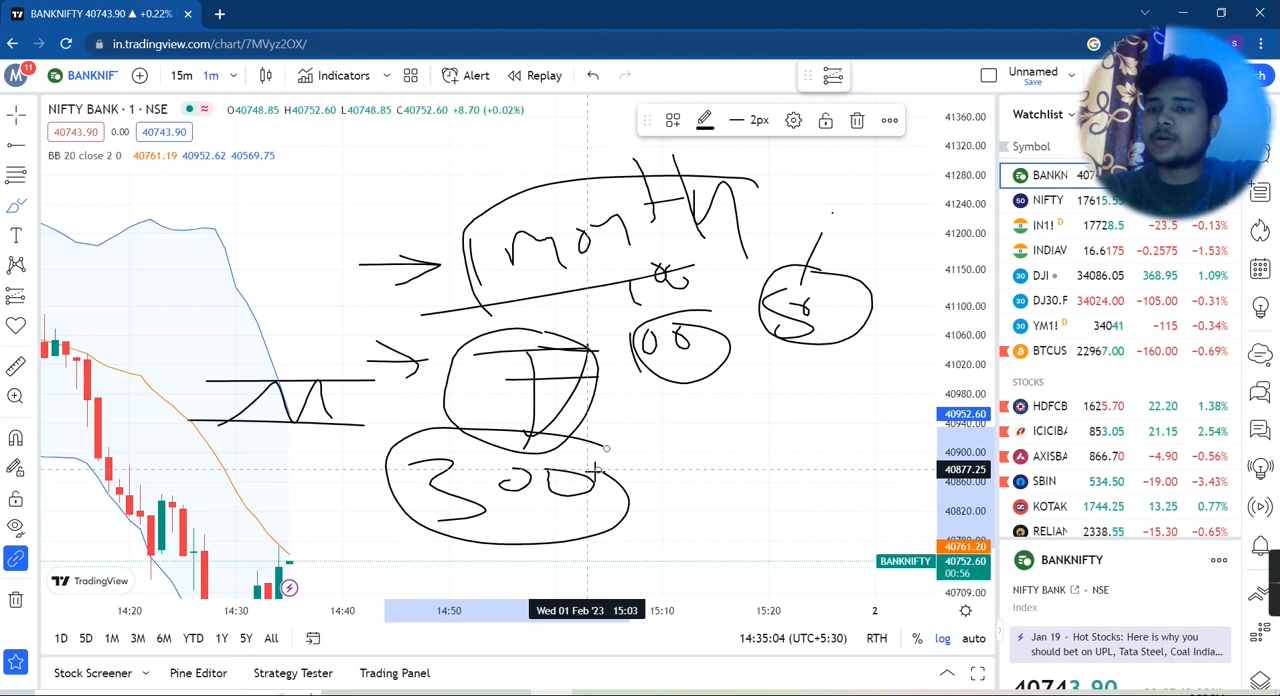 BANKNIFTY 40743.90 ▲ +0.22%
in.tradingview.com/chart/7MVyz2OX/
M 11 BANKNIF 15m 1m Indicators Alert Replay Unnamed
Save
NIFTY BANK · 1 · NSE O40748.85 H40752.60 L40748.85 C40752.60 +8.70 (+0.02%)
40743.90 0.00 40743.90
BB 20 close 2 0 40761.19 40952.62 40569.75
2px
MonTH
100
3000
41360.00
41320.00
41280.00
41240.00
41200.00
41150.00
41100.00
41060.00
41020.00
40980.00
40952.60
40940.00
40900.00
40877.25
40860.00
40820.00
40761.20
BANKNIFTY 40752.60
00:56
40709.00
TradingView
14:20 14:30 14:40 14:50 Wed 01 Feb '23 15:03 15:10 15:20 2
1D 5D 1M 3M 6M YTD 1Y 5Y All 14:35:04 (UTC+5:30) RTH % log auto
Stock Screener Pine Editor Strategy Tester Trading Panel
Watchlist
Symbol
BANKN
NIFTY
IN1! D 17728.5 -23.5 -0.13%
INDIAV 16.6175 -0.2575 -1.53%
DJI 34086.05 368.95 1.09%
DJ30.F 34024.00 -105.00 -0.31%
YM1! D 34041 -115 -0.34%
BTCUS 22967.00 -160.00 -0.69%
STOCKS
HDFCB 1625.70 22.20 1.38%
ICICIBA 853.05 21.15 2.54%
AXISBA 866.70 -4.90 -0.56%
SBIN 534.50 -19.00 -3.43%
KOTAK 1744.25 13.25 0.77%
RELIAN 2338.55 -15.30 -0.65%
BANKNIFTY
NIFTY BANK · NSE
Index
Jan 19 · Hot Stocks: Here is why you
should bet on UPL, Tata Steel, Coal India...
40743.90